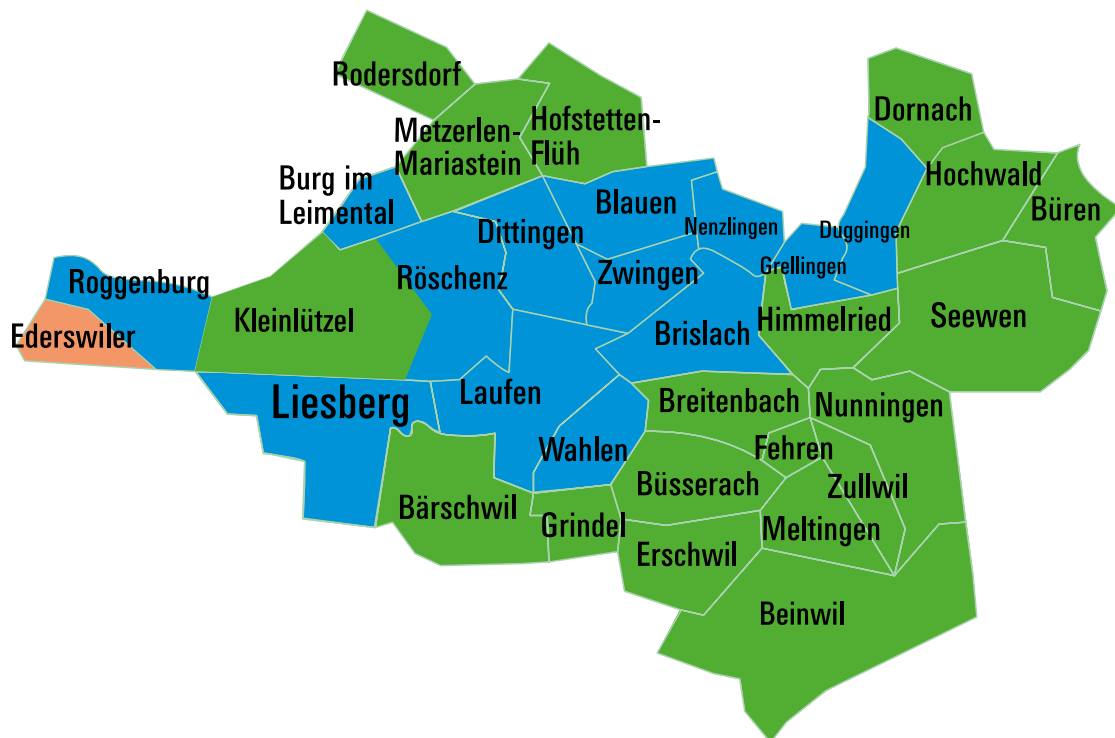 Rodersdorf
Metzerlen-
Mariastein
Hofstetten-
Flüh
Dornach
Burg im
Leimental
Blauen
Hochwald
Büren
Dittingen
Nenzlingen
Duggingen
Roggenburg
Röschenz
Zwingen
Grellingen
Ederswiler
Kleinlützel
Brislach
Himmelried
Seewen
Liesberg
Laufen
Breitenbach
Nunningen
Wahlen
Fehren
Bärschwil
Büsserach
Zullwil
Grindel
Erschwil
Meltingen
Beinwil